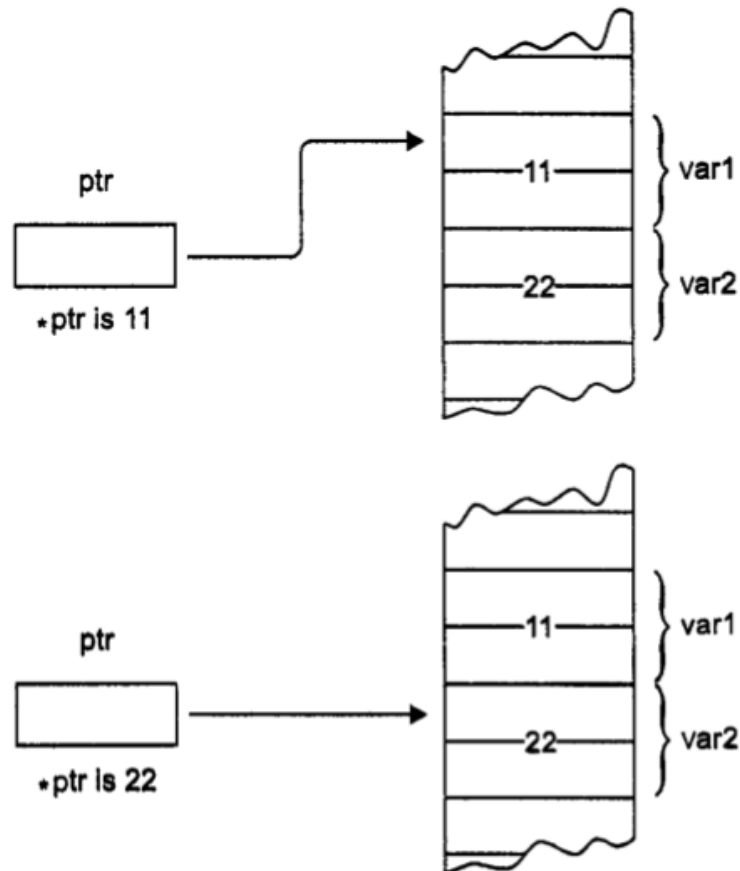 ptr
*ptr is 11
11
var1
22
var2
ptr
*ptr is 22
11
var1
22
var2